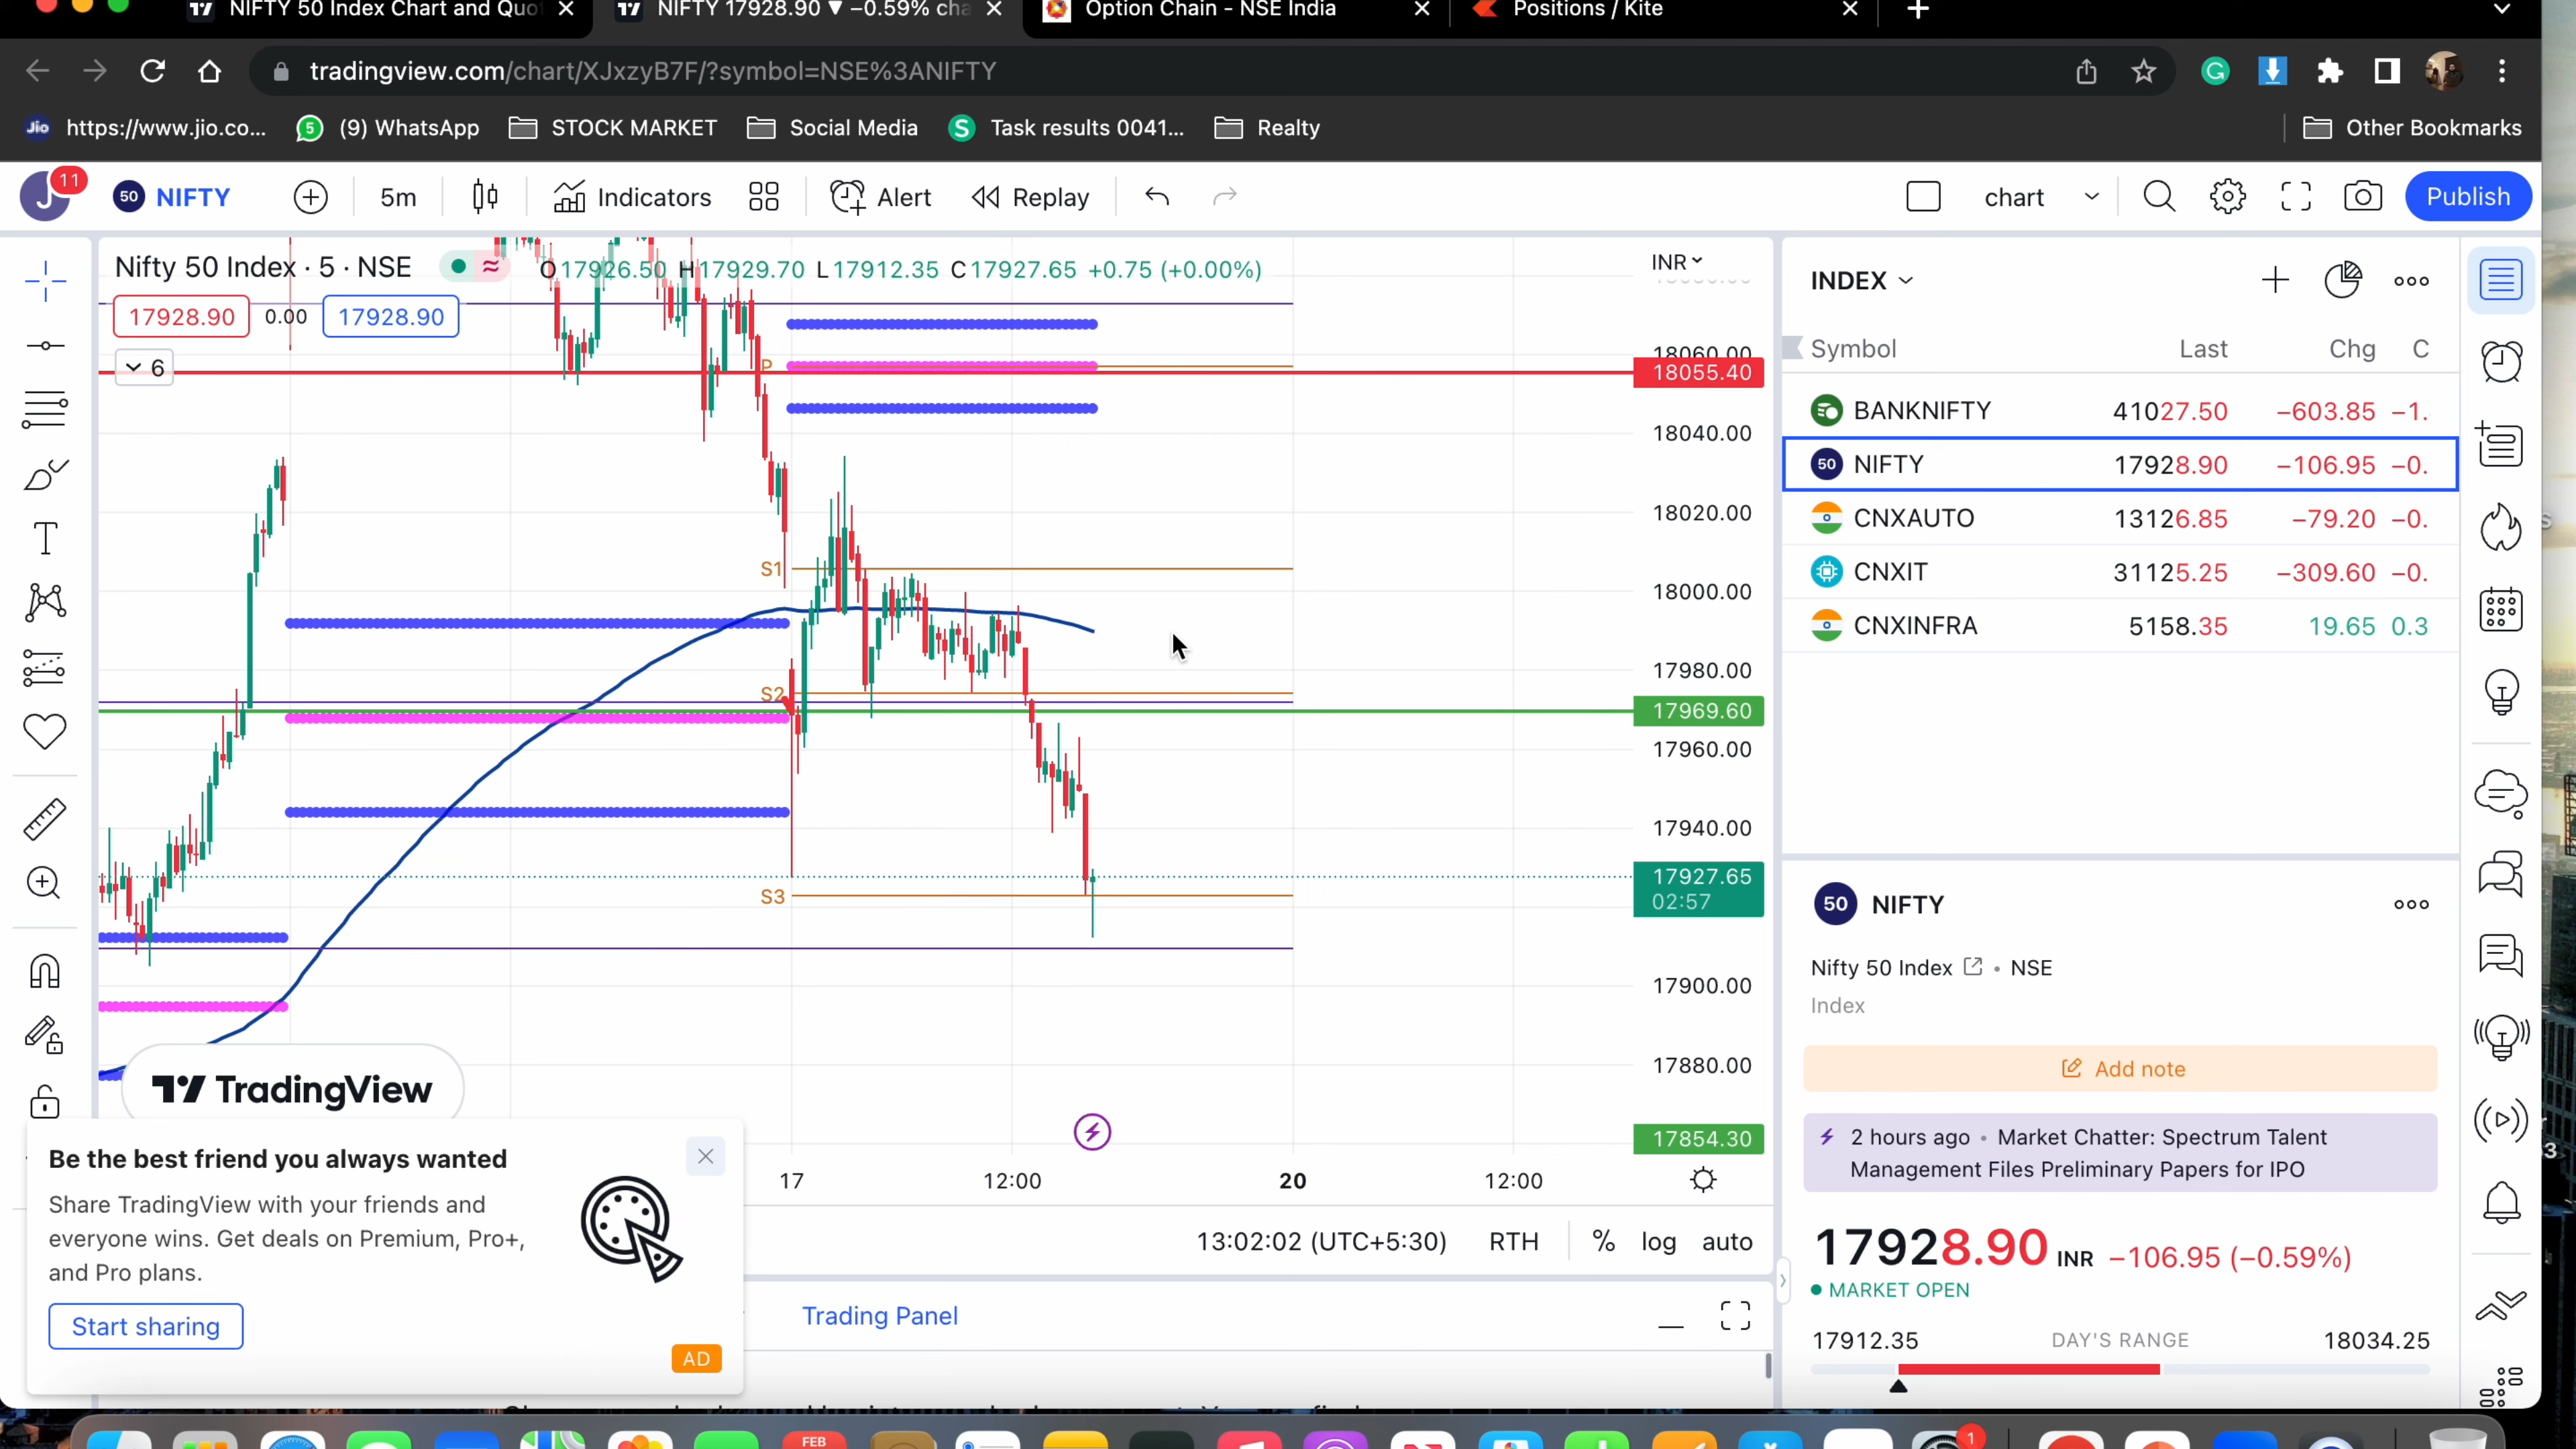 NIFTY 50 Index Chart and Quo
NIFTY 17928.90 ▼ −0.59% cha
Option Chain - NSE India
Positions / Kite
tradingview.com/chart/XJxzyB7F/?symbol=NSE%3ANIFTY
Jio https://www.jio.co...
5 (9) WhatsApp
STOCK MARKET
Social Media
S Task results 0041...
Realty
Other Bookmarks
J 11
50 NIFTY
5m
Indicators
Alert
Replay
chart
Publish
Nifty 50 Index · 5 · NSE
O17926.50 H17929.70 L17912.35 C17927.65 +0.75 (+0.00%)
17928.90 0.00 17928.90
6
P
S1
S2
S3
INR
18060.00
18055.40
18040.00
18020.00
18000.00
17980.00
17969.60
17960.00
17940.00
17927.65
02:57
17900.00
17880.00
17854.30
TradingView
17 12:00 20 12:00
13:02:02 (UTC+5:30) RTH % log auto
Trading Panel
Be the best friend you always wanted
Share TradingView with your friends and
everyone wins. Get deals on Premium, Pro+,
and Pro plans.
Start sharing
AD
INDEX
Symbol Last Chg C
BANKNIFTY 41027.50 −603.85 −1.
50 NIFTY 17928.90 −106.95 −0.
CNXAUTO 13126.85 −79.20 −0.
CNXIT 31125.25 −309.60 −0.
CNXINFRA 5158.35 19.65 0.3
50 NIFTY
Nifty 50 Index • NSE
Index
Add note
2 hours ago • Market Chatter: Spectrum Talent
Management Files Preliminary Papers for IPO
17928.90 INR −106.95 (−0.59%)
MARKET OPEN
17912.35 DAY'S RANGE 18034.25
FEB
1